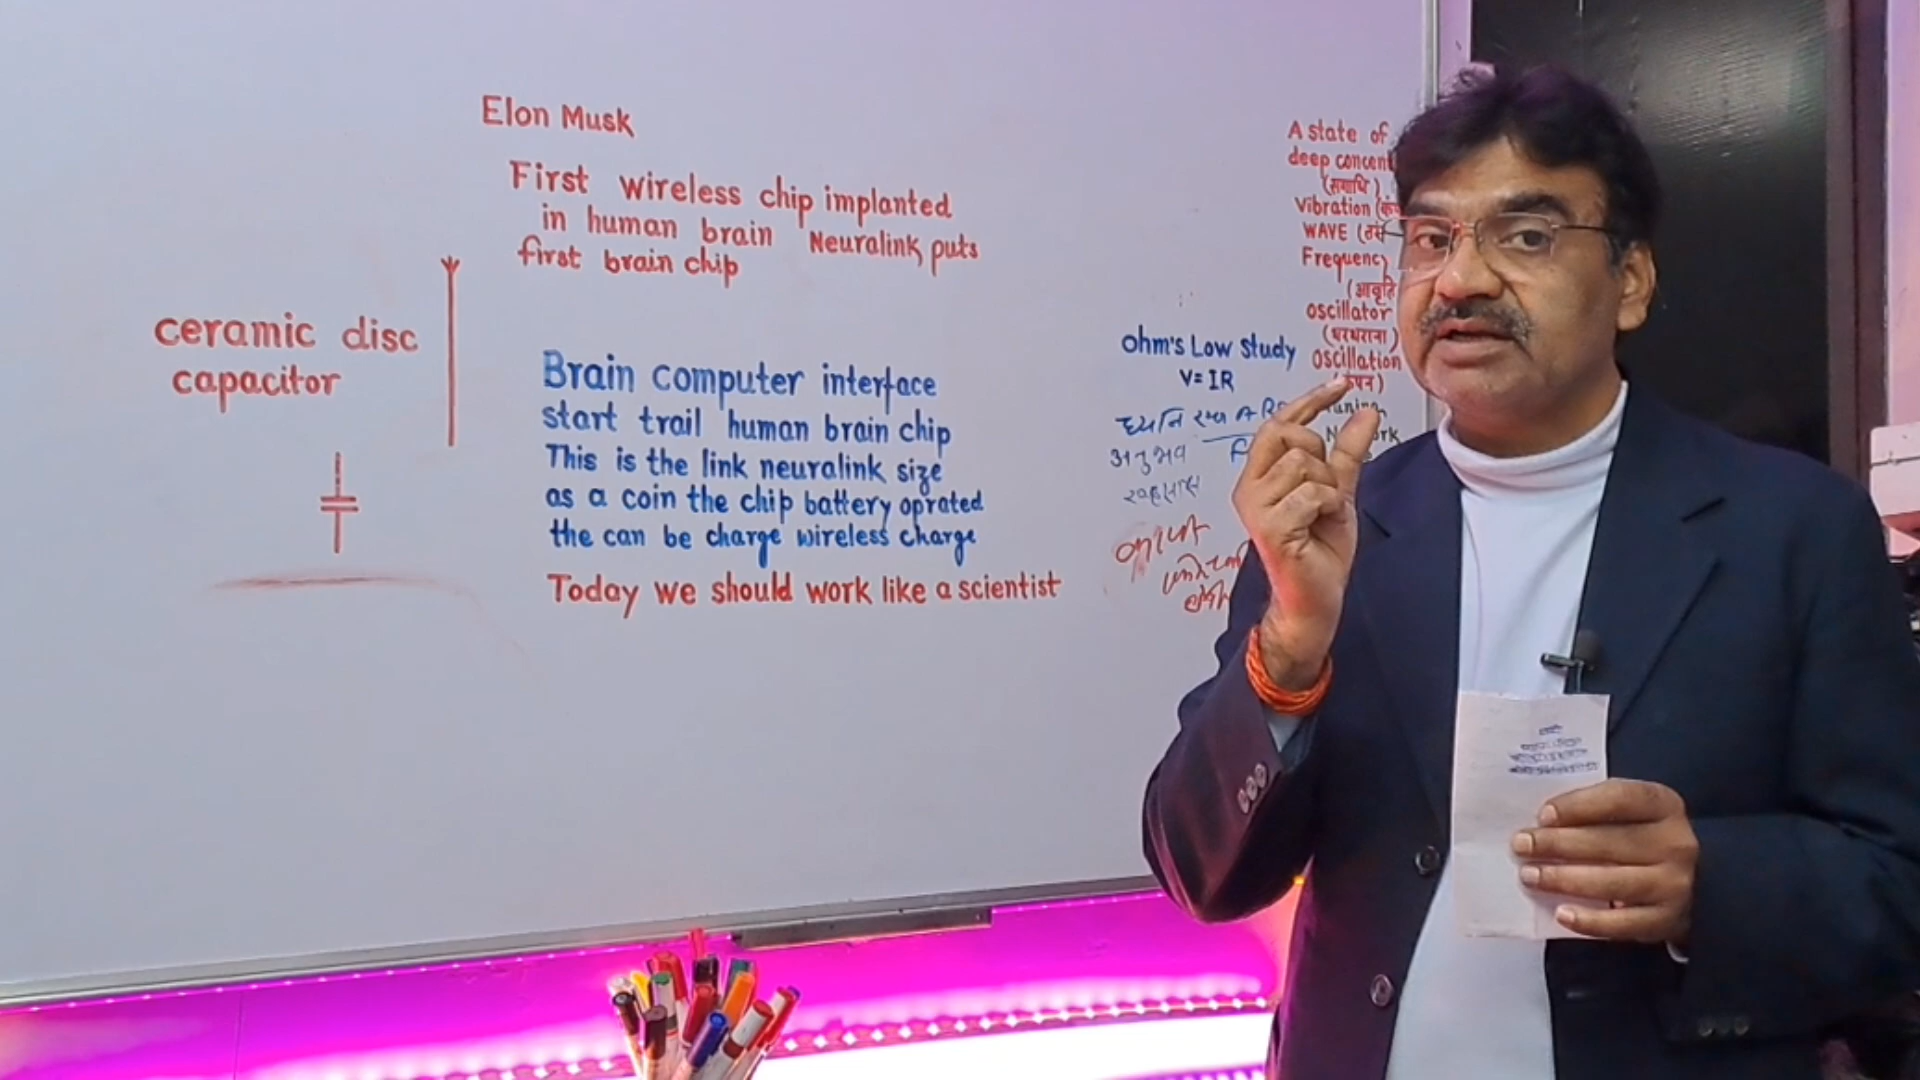 Elon Musk
First wireless chip implanted
in human brain Neuralink puts
first brain chip
ceramic disc
capacitor
Brain computer interface
start trail human brain chip
This is the link neuralink size
as a coin the chip battery oprated
the can be charge wireless charge
Today we should work like a scientist
ohm's Low Study
V=IR
अनुभव
A state of
deep concent
(समाधि)
Vibration
WAVE
Frequency
oscillator
(थरथराना)
oscillation